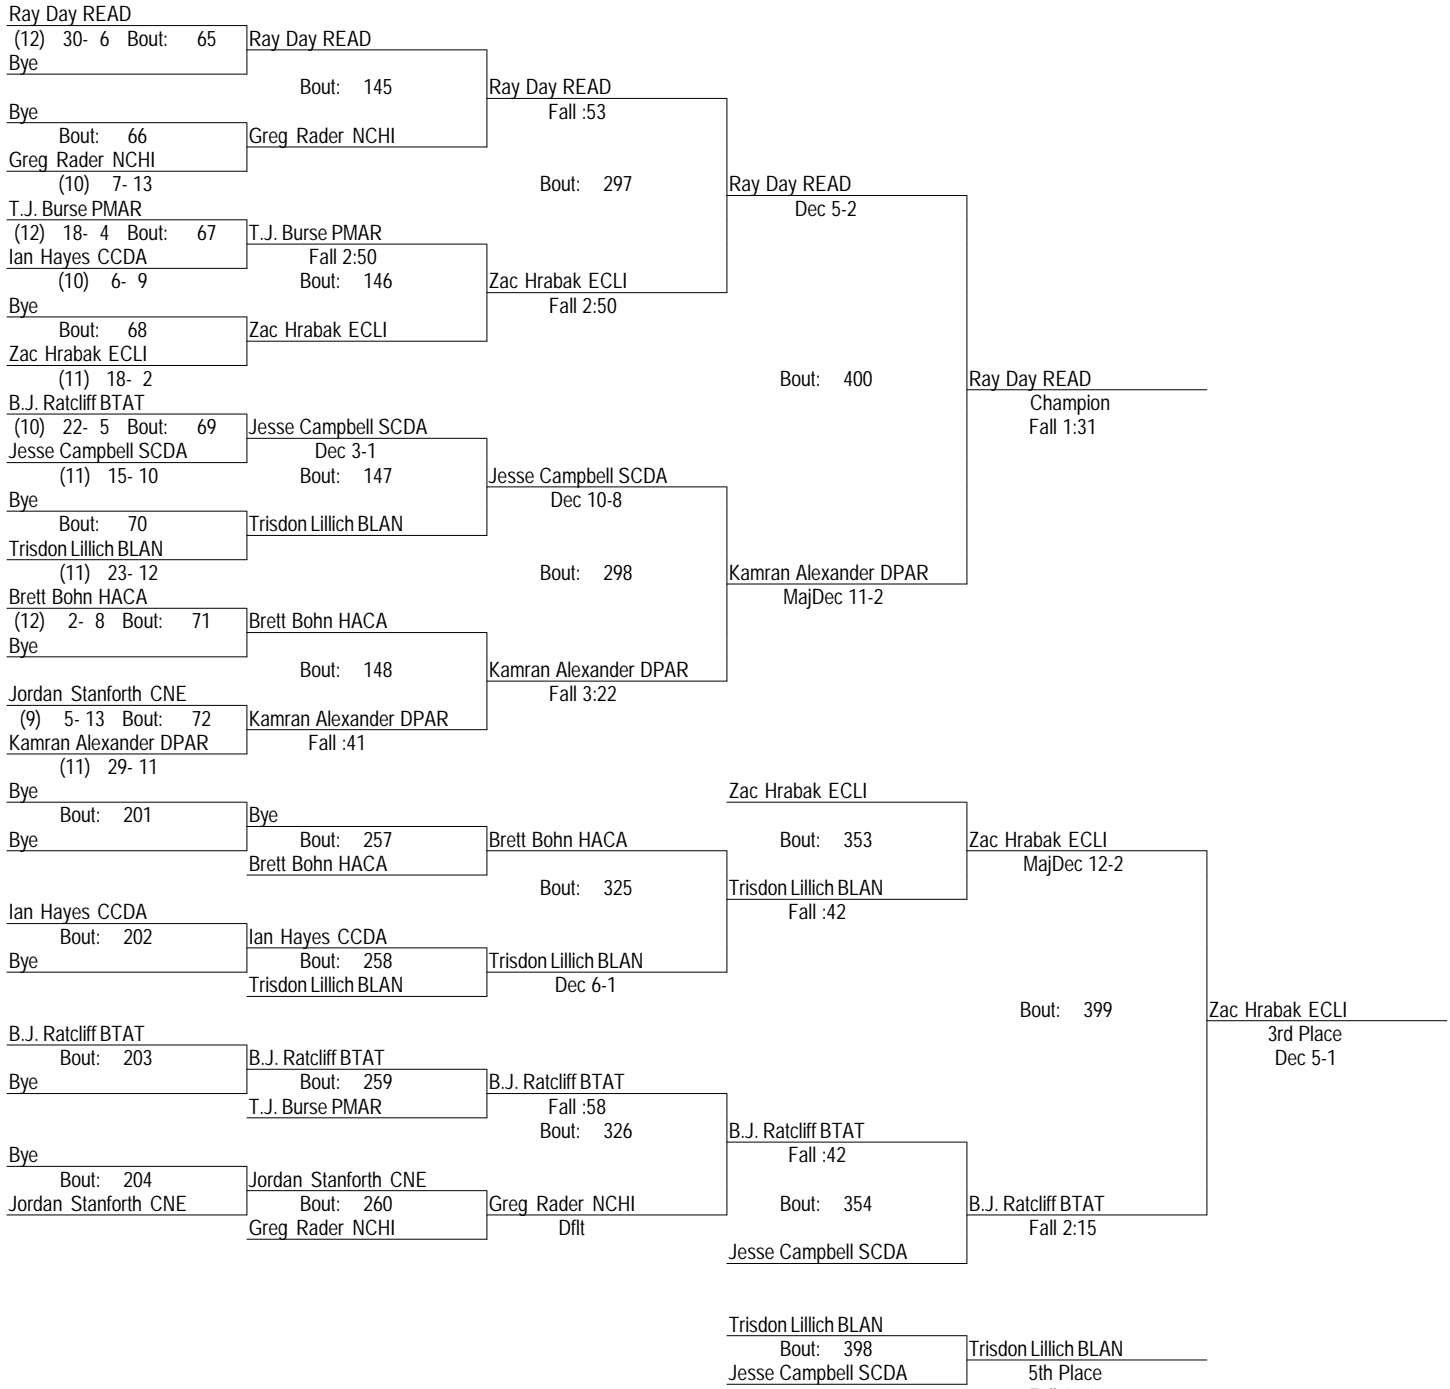 Ray Day READ
(12) 30- 6 Bout: 65 Ray Day READ
Bye
Bout: 145 Ray Day READ
Bye Fall :53
Bout: 66 Greg Rader NCHI
Greg Rader NCHI
(10) 7- 13 Bout: 297 Ray Day READ
T.J. Burse PMAR Dec 5-2
(12) 18- 4 Bout: 67 T.J. Burse PMAR
Ian Hayes CCDA Fall 2:50
(10) 6- 9 Bout: 146 Zac Hrabak ECLI
Bye Fall 2:50
Bout: 68 Zac Hrabak ECLI
Zac Hrabak ECLI
(11) 18- 2 Bout: 400 Ray Day READ
B.J. Ratcliff BTAT Champion
(10) 22- 5 Bout: 69 Jesse Campbell SCDA Fall 1:31
Jesse Campbell SCDA Dec 3-1
(11) 15- 10 Bout: 147 Jesse Campbell SCDA
Bye Dec 10-8
Bout: 70 Trisdon Lillich BLAN
Trisdon Lillich BLAN
(11) 23- 12 Bout: 298 Kamran Alexander DPAR
Brett Bohn HACA MajDec 11-2
(12) 2- 8 Bout: 71 Brett Bohn HACA
Bye
Bout: 148 Kamran Alexander DPAR
Jordan Stanforth CNE Fall 3:22
(9) 5- 13 Bout: 72 Kamran Alexander DPAR
Kamran Alexander DPAR Fall :41
(11) 29- 11
Bye Zac Hrabak ECLI
Bout: 201 Bye
Bye Bout: 257 Brett Bohn HACA Bout: 353 Zac Hrabak ECLI
Brett Bohn HACA MajDec 12-2
Bout: 325 Trisdon Lillich BLAN
Ian Hayes CCDA Fall :42
Bout: 202 Ian Hayes CCDA
Bye Bout: 258 Trisdon Lillich BLAN
Trisdon Lillich BLAN Dec 6-1
Bout: 399 Zac Hrabak ECLI
B.J. Ratcliff BTAT 3rd Place
Bout: 203 B.J. Ratcliff BTAT Dec 5-1
Bye Bout: 259 B.J. Ratcliff BTAT
T.J. Burse PMAR Fall :58
Bout: 326 B.J. Ratcliff BTAT
Bye Fall :42
Bout: 204 Jordan Stanforth CNE
Jordan Stanforth CNE Bout: 260 Greg Rader NCHI Bout: 354 B.J. Ratcliff BTAT
Greg Rader NCHI Dflt Fall 2:15
Jesse Campbell SCDA
Trisdon Lillich BLAN
Bout: 398 Trisdon Lillich BLAN
Jesse Campbell SCDA 5th Place